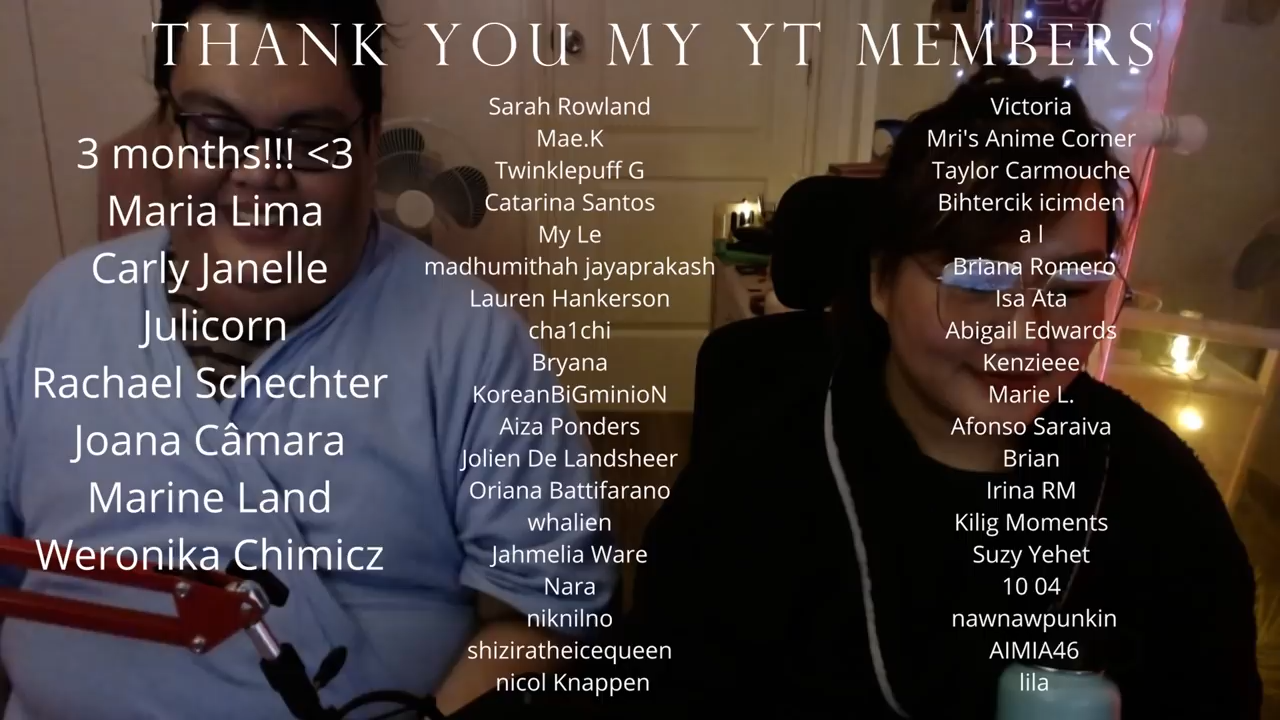 THANK YOU MY YT MEMBERS
3 months!!! <3
Maria Lima
Carly Janelle
Julicorn
Rachael Schechter
Joana Câmara
Marine Land
Weronika Chimicz
Sarah Rowland
Mae.K
Twinklepuff G
Catarina Santos
My Le
madhumithah jayaprakash
Lauren Hankerson
cha1chi
Bryana
KoreanBiGminioN
Aiza Ponders
Jolien De Landsheer
Oriana Battifarano
whalien
Jahmelia Ware
Nara
niknilno
shiziratheicequeen
nicol Knappen
Victoria
Mri's Anime Corner
Taylor Carmouche
Bihtercik icimden
a l
Briana Romero
Isa Ata
Abigail Edwards
Kenzieee
Marie L.
Afonso Saraiva
Brian
Irina RM
Kilig Moments
Suzy Yehet
10 04
nawnawpunkin
AIMIA46
lila